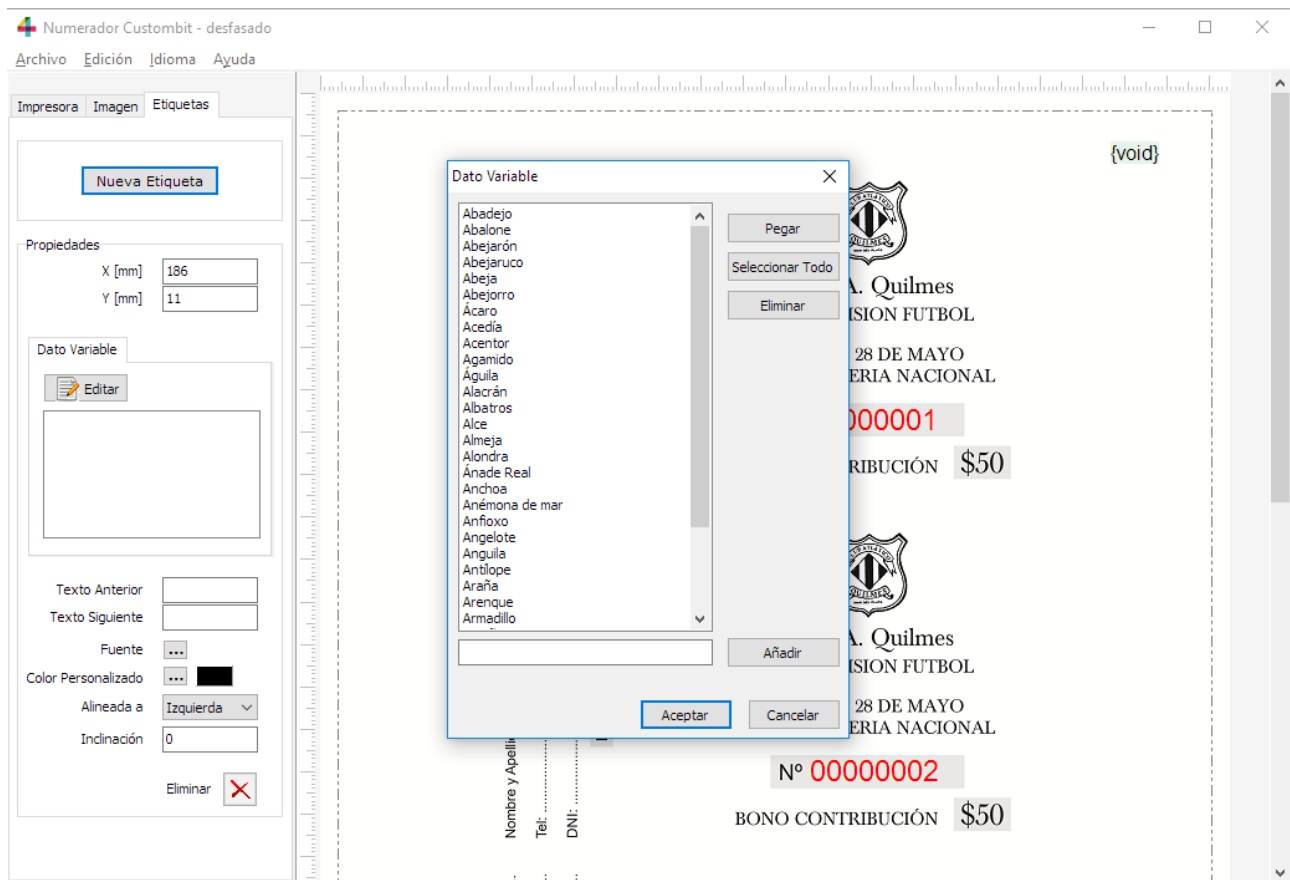 Numerador Custombit - desfasado
Archivo Edición Idioma Ayuda
Impresora Imagen Etiquetas
Nueva Etiqueta
Propiedades
X [mm] 186
Y [mm] 11
Dato Variable
Editar
Texto Anterior
Texto Siguiente
Fuente ...
Color Personalizado ...
Alineada a Izquierda
Inclinación 0
Eliminar
{void}
Dato Variable
Abadejo
Abalone
Abejarón
Abejaruco
Abeja
Abejorro
Ácaro
Acedía
Acentor
Agamido
Águila
Alacrán
Albatros
Alce
Almeja
Alondra
Ánade Real
Anchoa
Anémona de mar
Anfioxo
Angelote
Anguila
Antílope
Araña
Arenque
Armadillo
Pegar
Seleccionar Todo
Eliminar
Añadir
Aceptar Cancelar
QUILMES
A. Quilmes
ISION FUTBOL
28 DE MAYO
ERIA NACIONAL
000001
RIBUCIÓN $50
QUILMES
A. Quilmes
ISION FUTBOL
28 DE MAYO
ERIA NACIONAL
Nº 00000002
BONO CONTRIBUCIÓN $50
Nombre y Apelli
Tel:
DNI: